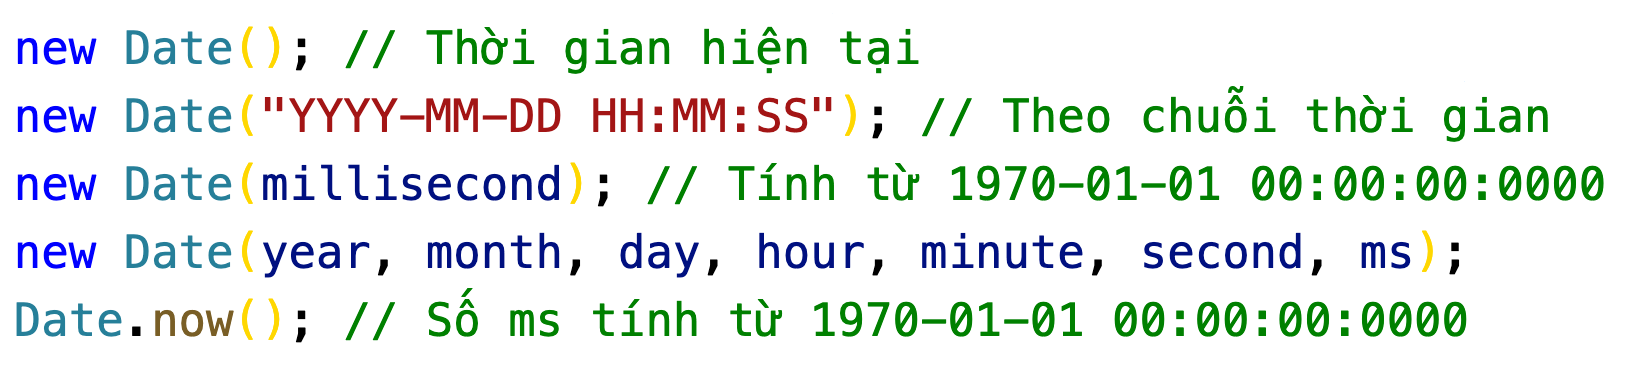 new Date(); // Thời gian hiện tại
new Date("YYYY-MM-DD HH:MM:SS"); // Theo chuỗi thời gian
new Date(millisecond); // Tính từ 1970-01-01 00:00:00:0000
new Date(year, month, day, hour, minute, second, ms);
Date.now(); // Số ms tính từ 1970-01-01 00:00:00:0000